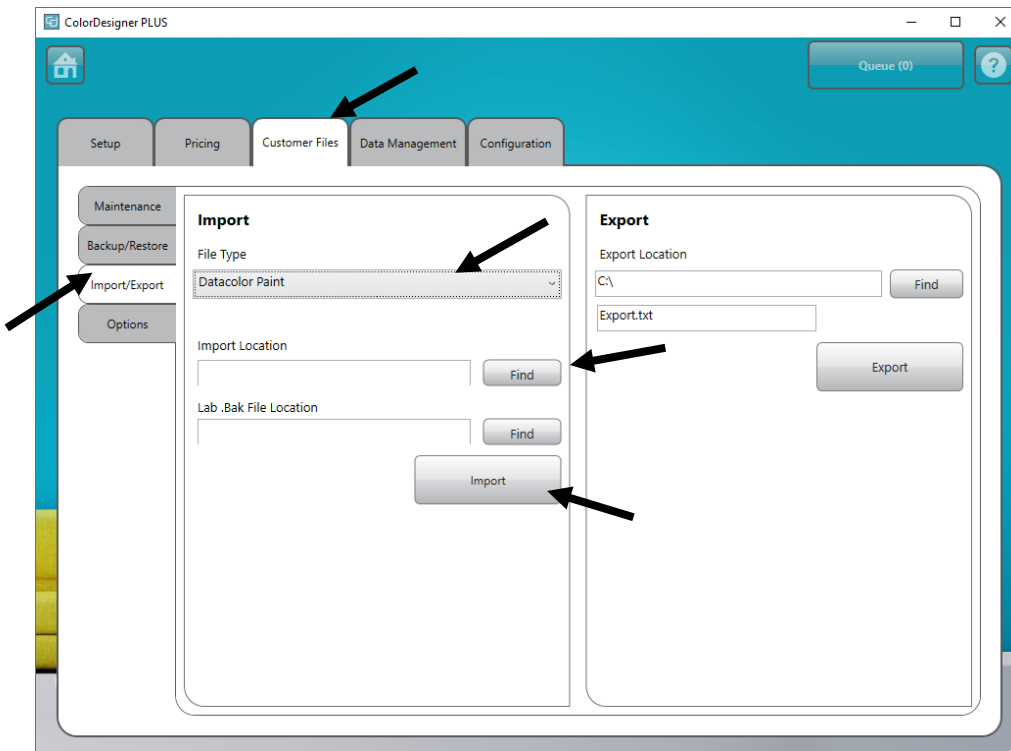 ColorDesigner PLUS
Queue (0)
?
Setup
Pricing
Customer Files
Data Management
Configuration
Maintenance
Backup/Restore
Import/Export
Options
Import
File Type
Datacolor Paint
Import Location
Find
Lab .Bak File Location
Find
Import
Export
Export Location
C:\
Find
Export.txt
Export